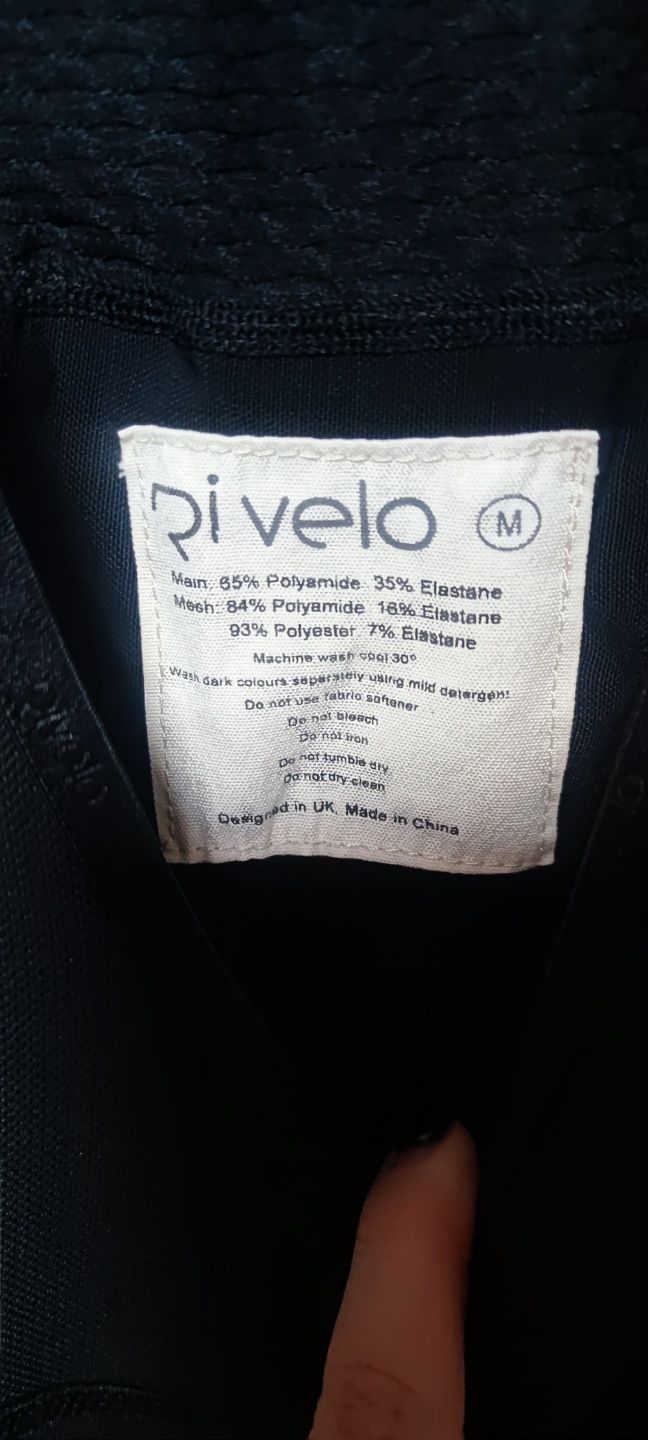 Rivelo M
Main: 65% Polyamide 35% Elastane
Mesh: 84% Polyamide 16% Elastane
93% Polyester 7% Elastane
Machine wash cool 30°
Wash dark colours separately using mild detergent
Do not use fabric softener
Do not bleach
Do not iron
Do not tumble dry
Do not dry clean
Designed in UK. Made in China